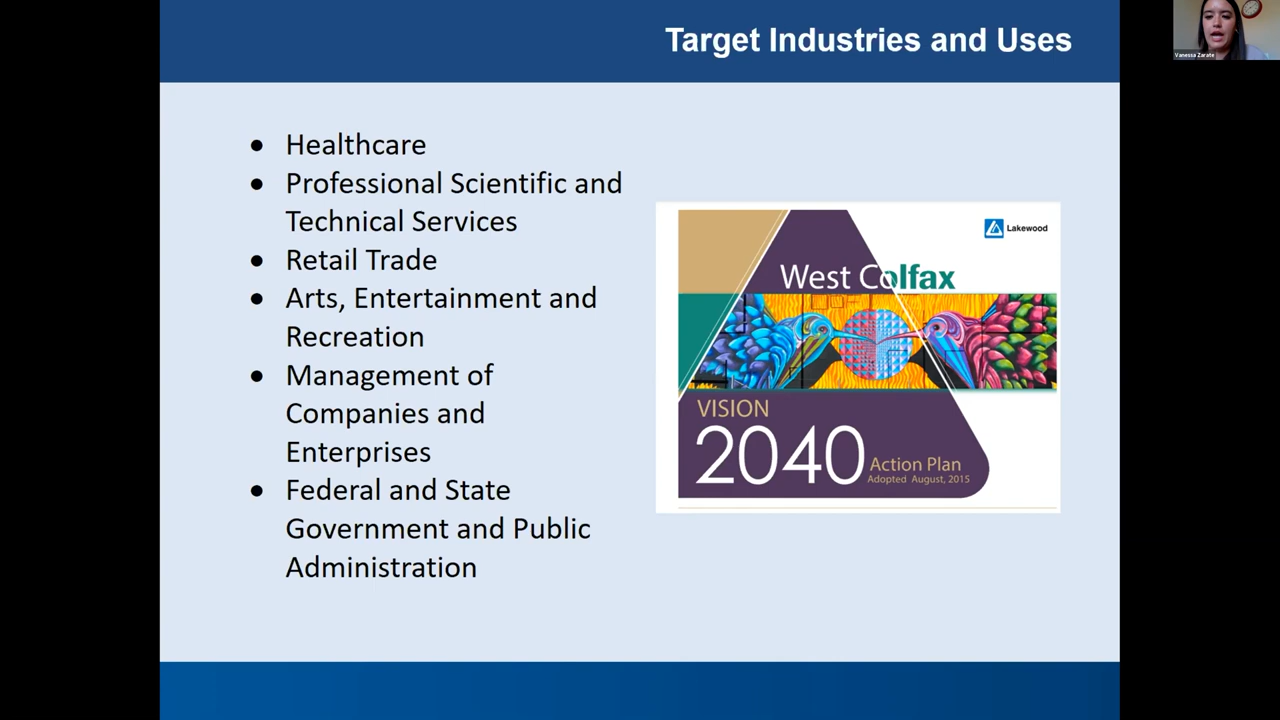 Target Industries and Uses
Vanessa Zarate
• Healthcare
• Professional Scientific and
Technical Services
• Retail Trade
• Arts, Entertainment and
Recreation
• Management of
Companies and
Enterprises
• Federal and State
Government and Public
Administration
Lakewood
West Colfax
VISION
2040
Action Plan
Adopted August, 2015